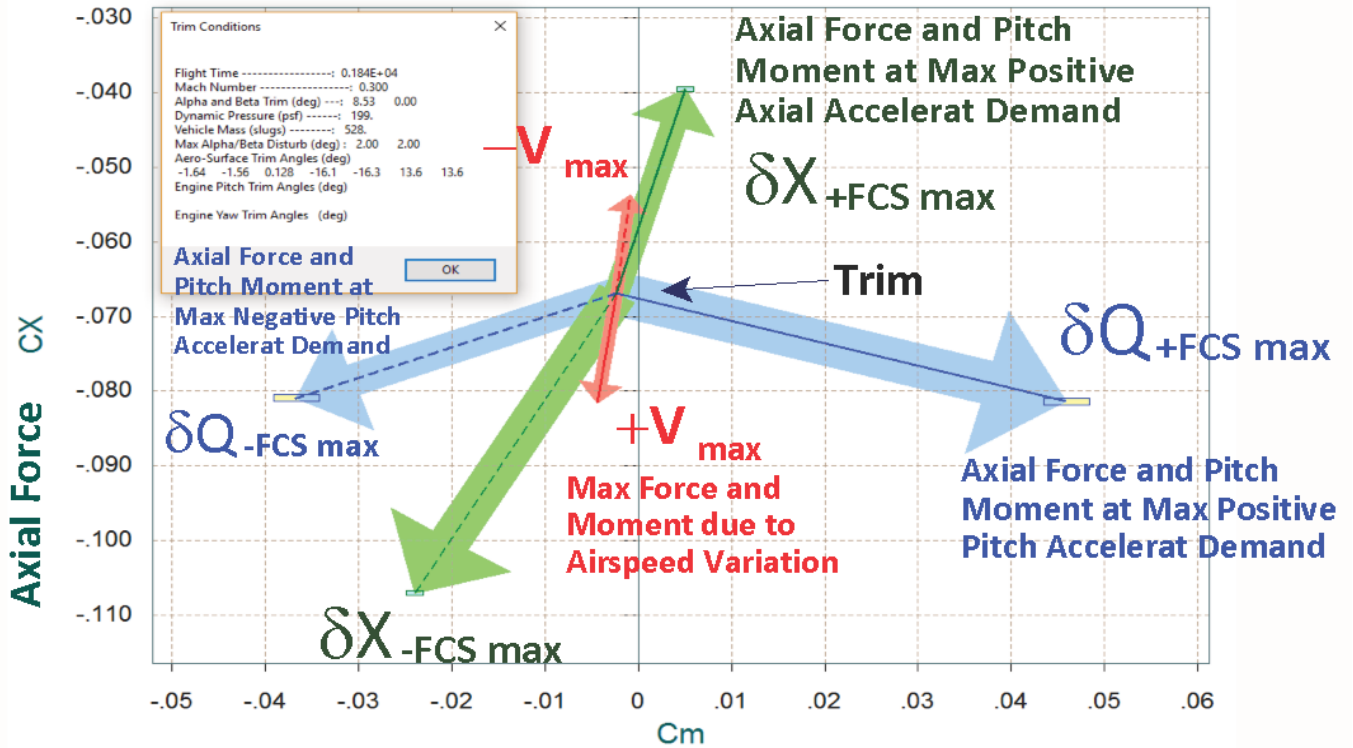 Trim Conditions
Flight Time -----------------: 0.184E+04
Mach Number ------------------: 0.300
Alpha and Beta Trim (deg) ---: 8.53 0.00
Dynamic Pressure (psf) ------: 199.
Vehicle Mass (slugs) --------: 528.
Max Alpha/Beta Disturb (deg) : 2.00 2.00
Aero-Surface Trim Angles (deg)
-1.64 -1.56 0.128 -16.1 -16.3 13.6 13.6
Engine Pitch Trim Angles (deg)
Engine Yaw Trim Angles (deg)
OK
Axial Force and
Pitch Moment at
Max Negative Pitch
Accelerat Demand
δQ -FCS max
−V max
Axial Force and Pitch
Moment at Max Positive
Axial Accelerat Demand
δX +FCS max
Trim
δQ +FCS max
Axial Force and Pitch
Moment at Max Positive
Pitch Accelerat Demand
+V max
Max Force and
Moment due to
Airspeed Variation
δX -FCS max
Axial Force CX
-.030
-.040
-.050
-.060
-.070
-.080
-.090
-.100
-.110
-.05 -.04 -.03 -.02 -.01 0 .01 .02 .03 .04 .05 .06
Cm